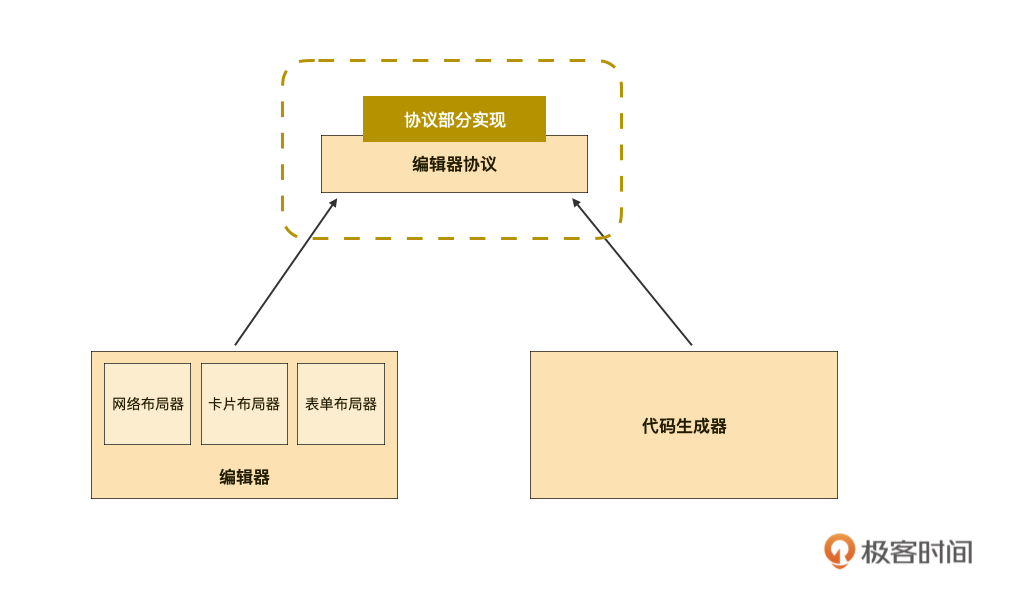 协议部分实现
编辑器协议
网络布局器
卡片布局器
表单布局器
编辑器
代码生成器
极客时间